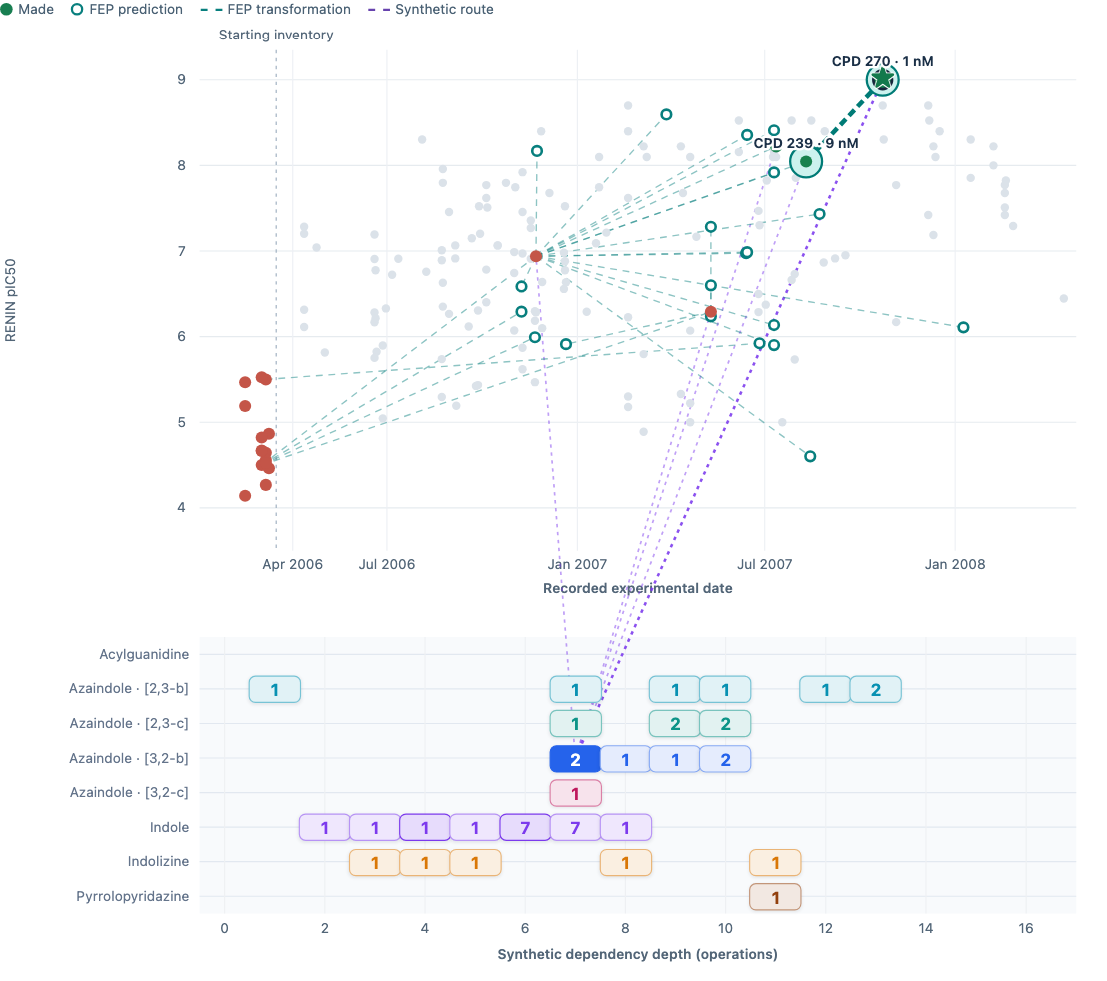 Made FEP prediction FEP transformation Synthetic route
Starting inventory
CPD 270 · 1 nM
CPD 239 · 9 nM
RENIN pIC50
9
8
7
6
5
4
Apr 2006 Jul 2006 Jan 2007 Jul 2007 Jan 2008
Recorded experimental date
Acylguanidine
Azaindole · [2,3-b] 1 1 1 1 1 2
Azaindole · [2,3-c] 1 2 2
Azaindole · [3,2-b] 2 1 1 2
Azaindole · [3,2-c] 1
Indole 1 1 1 1 7 7 1
Indolizine 1 1 1 1 1
Pyrrolopyridazine 1
0 2 4 6 8 10 12 14 16
Synthetic dependency depth (operations)